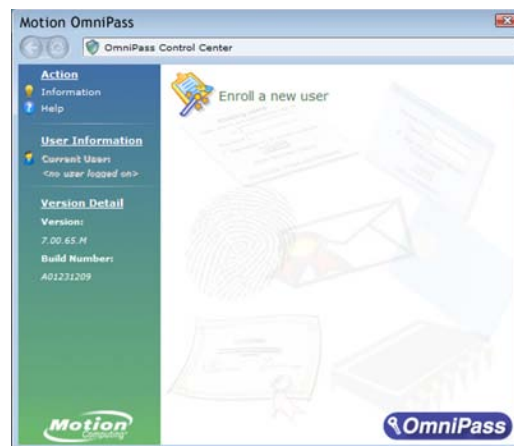 Motion OmniPass
OmniPass Control Center
Action
Information
Help
User Information
Current User:
<no user logged on>
Version Detail
Version:
7.00.65.M
Build Number:
A01231209
Enroll a new user
Motion
Computing
OmniPass